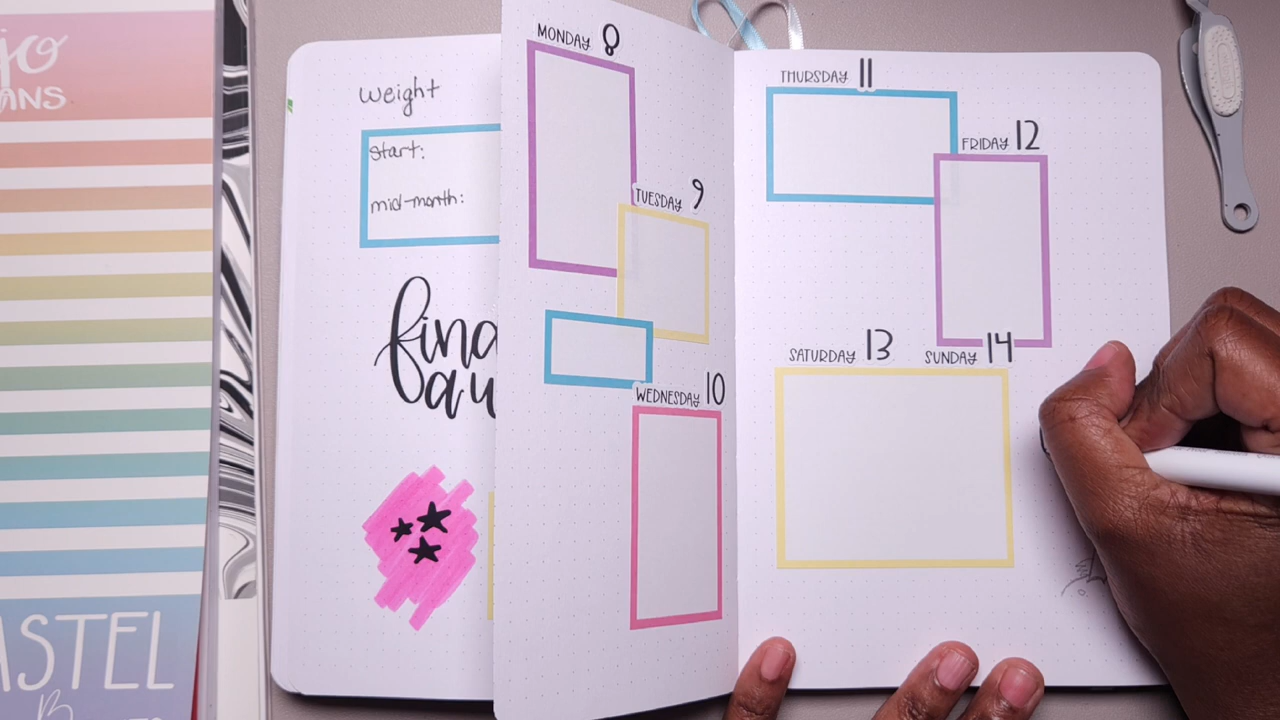 weight
start:
mid-month:
MONDAY 8
TUESDAY 9
WEDNESDAY 10
THURSDAY 11
FRIDAY 12
SATURDAY 13 SUNDAY 14